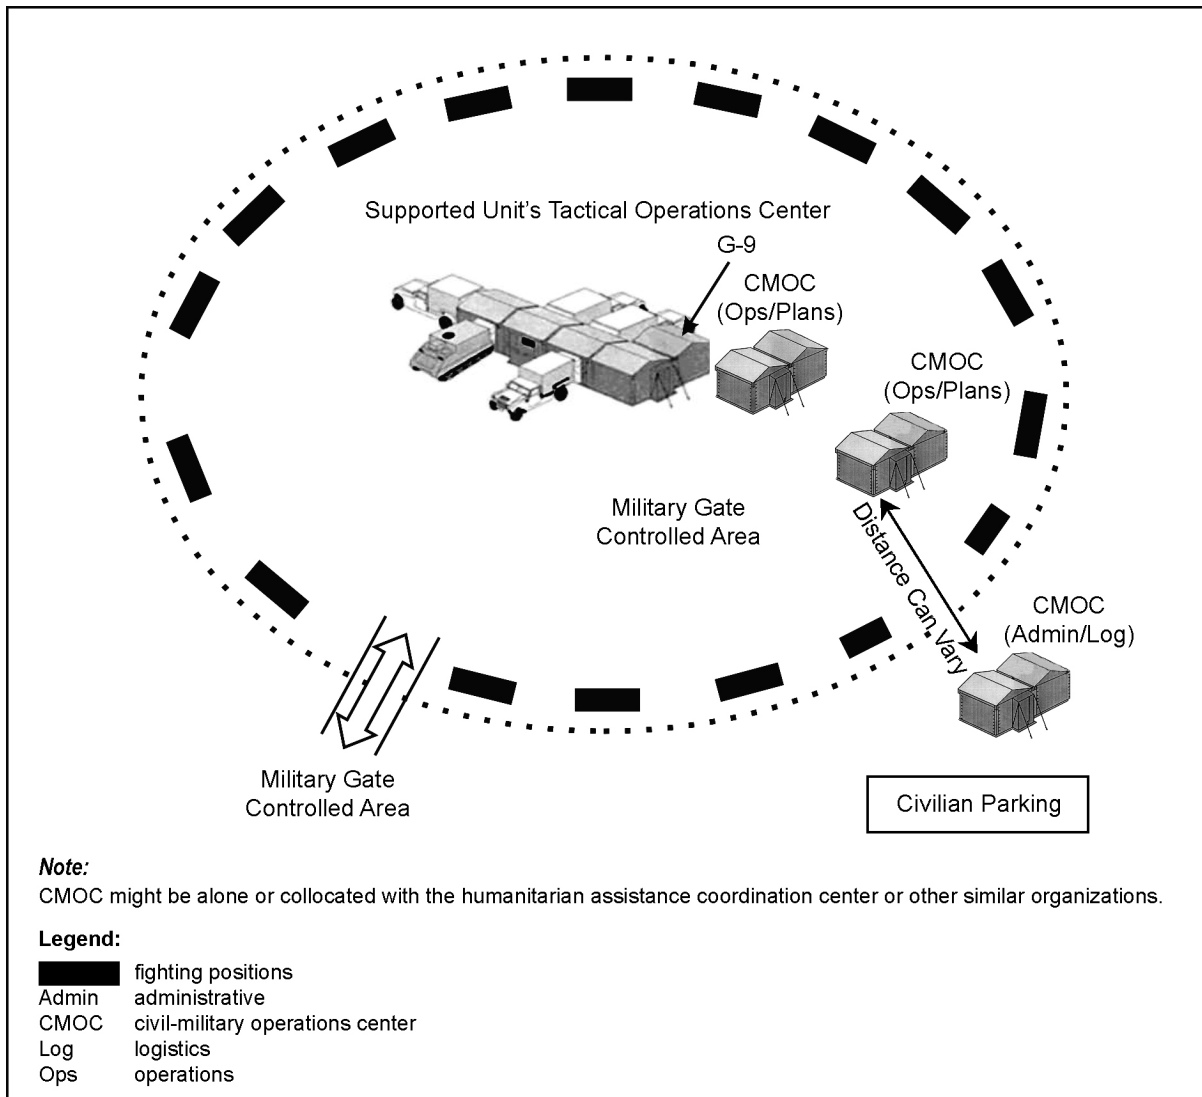 Supported Unit's Tactical Operations Center
G-9
CMOC
(Ops/Plans)
CMOC
(Ops/Plans)
Military Gate
Controlled Area
Distance Can Vary
CMOC
(Admin/Log)
Military Gate
Controlled Area
Civilian Parking
Note:
CMOC might be alone or collocated with the humanitarian assistance coordination center or other similar organizations.
Legend:
fighting positions
Admin administrative
CMOC civil-military operations center
Log logistics
Ops operations